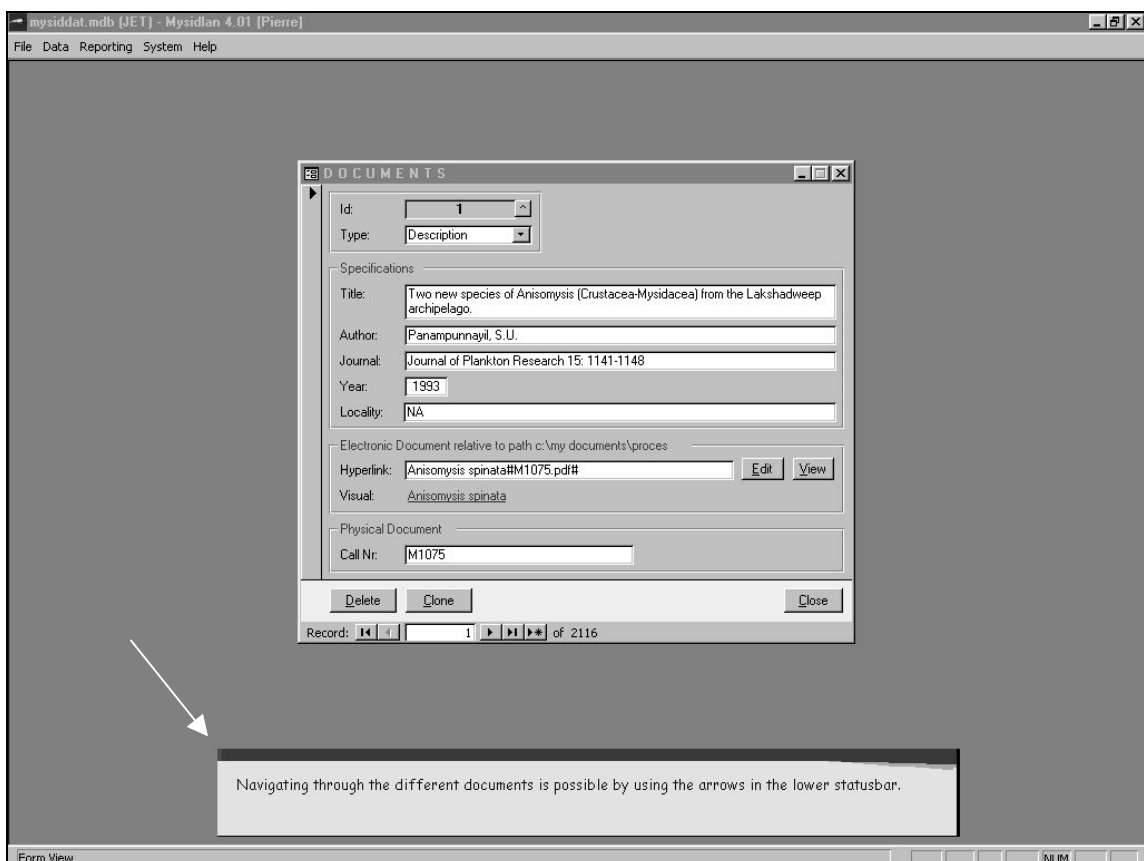 mysiddat.mdb (JET) - Mysidlan 4.01 [Pierre]
File Data Reporting System Help
DOCUMENTS
Id: 1
Type: Description
Specifications
Title: Two new species of Anisomysis (Crustacea-Mysidacea) from the Lakshadweep
archipelago.
Author: Panampunnayil, S.U.
Journal: Journal of Plankton Research 15: 1141-1148
Year: 1993
Locality: NA
Electronic Document relative to path c:\my documents\proces
Hyperlink: Anisomysis spinata#M1075.pdf# Edit View
Visual: Anisomysis spinata
Physical Document
Call Nr: M1075
Delete Clone Close
Record: 1 of 2116
Navigating through the different documents is possible by using the arrows in the lower statusbar.
Form View NUM